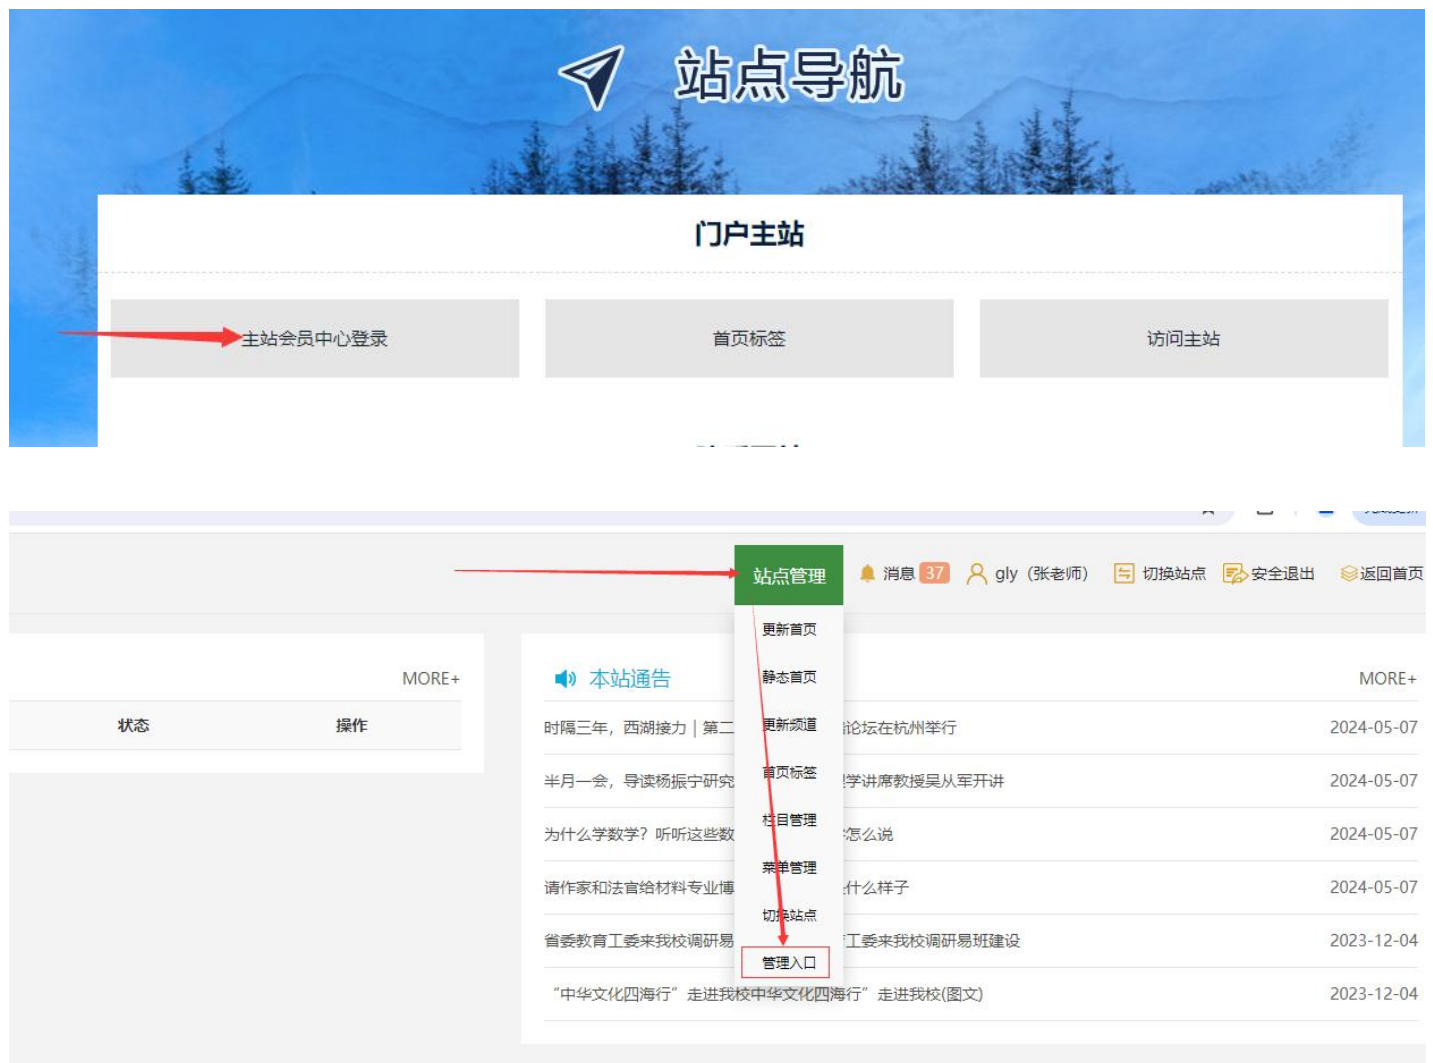 站点导航
门户主站
主站会员中心登录 首页标签 访问主站
站点管理 消息 37 gly（张老师） 切换站点 安全退出 返回首页
更新首页
静态首页
更新频道
首页标签
栏目管理
菜单管理
切换站点
管理入口
MORE+
状态 操作
本站通告 MORE+
时隔三年，西湖接力｜第二 论坛在杭州举行 2024-05-07
半月一会，导读杨振宁研究 学讲席教授吴从军开讲 2024-05-07
为什么学数学？听听这些数 怎么说 2024-05-07
请作家和法官给材料专业博 什么样子 2024-05-07
省委教育工委来我校调研易 工委来我校调研易班建设 2023-12-04
“中华文化四海行”走进我校中华文化四海行”走进我校(图文) 2023-12-04